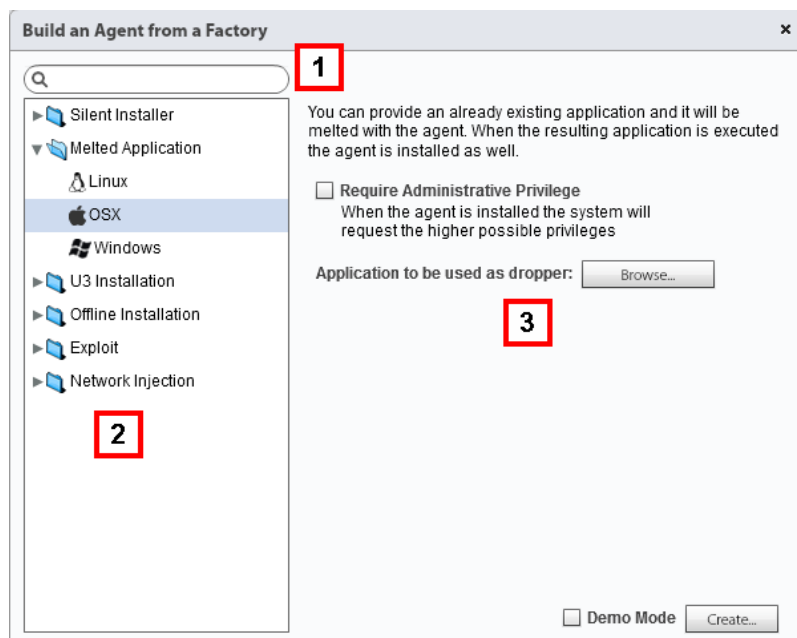 Build an Agent from a Factory
×
1
Silent Installer
Melted Application
Linux
OSX
Windows
U3 Installation
Offline Installation
Exploit
Network Injection
2
You can provide an already existing application and it will be
melted with the agent. When the resulting application is executed
the agent is installed as well.
Require Administrative Privilege
When the agent is installed the system will
request the higher possible privileges
Application to be used as dropper: Browse...
3
Demo Mode Create...